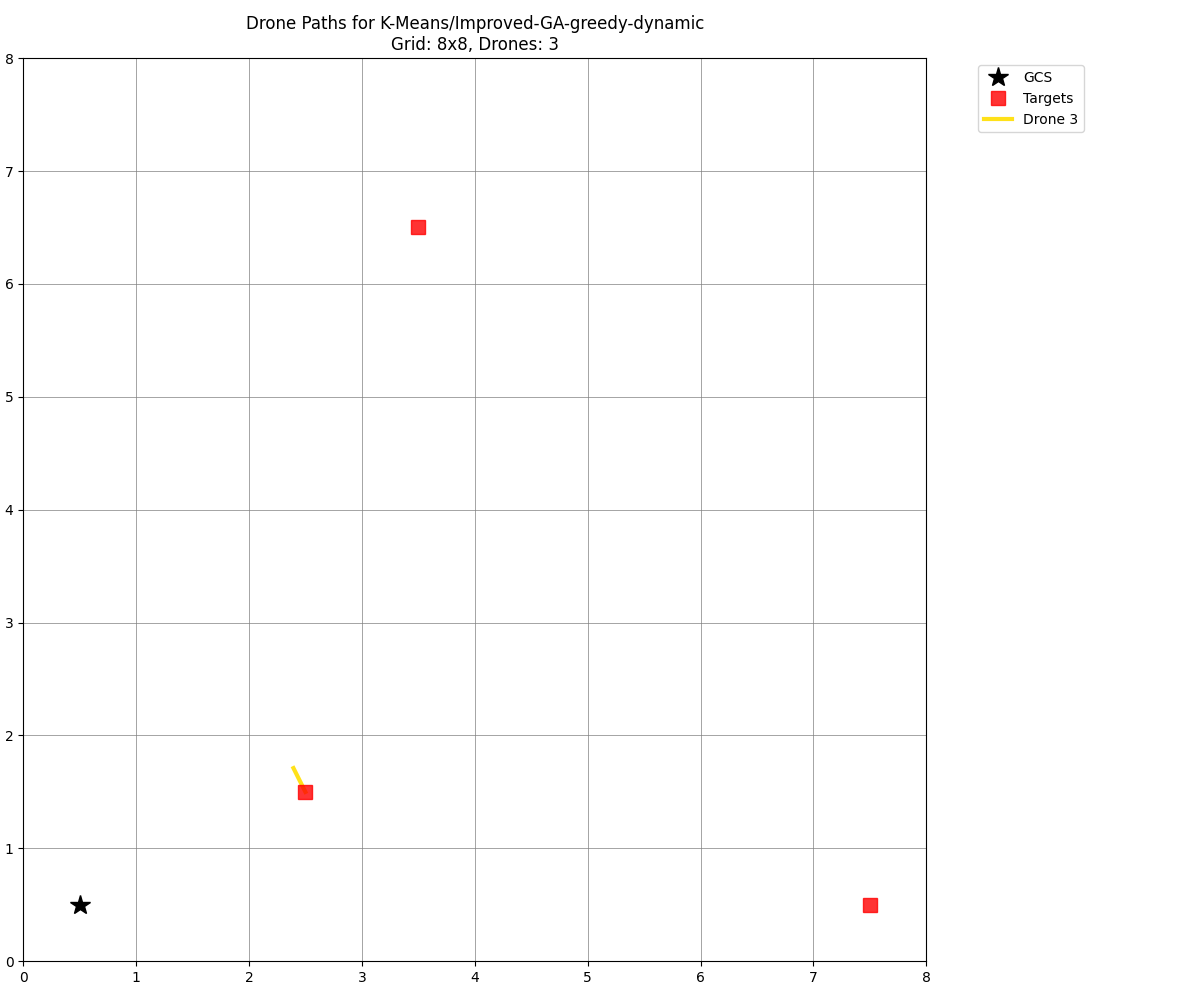 Drone Paths for K-Means/Improved-GA-greedy-dynamic
Grid: 8x8, Drones: 3
GCS
Targets
Drone 3
8
7
6
5
4
3
2
1
0
0 1 2 3 4 5 6 7 8